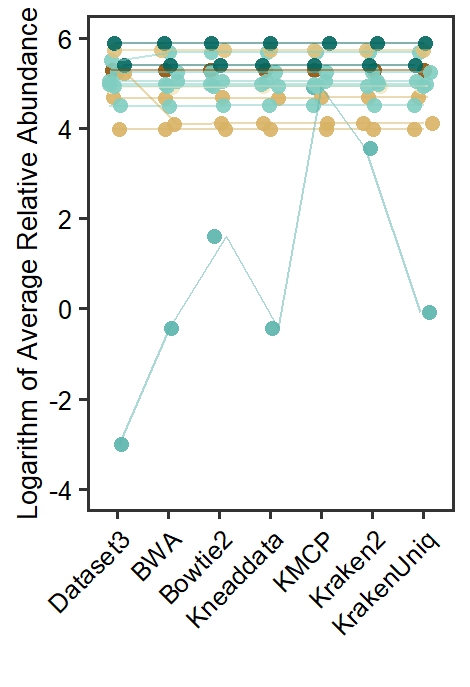 Logarithm of Average Relative Abundance
6
4
2
0
-2
-4
Dataset3
BWA
Bowtie2
Kneaddata
KMCP
Kraken2
KrakenUniq